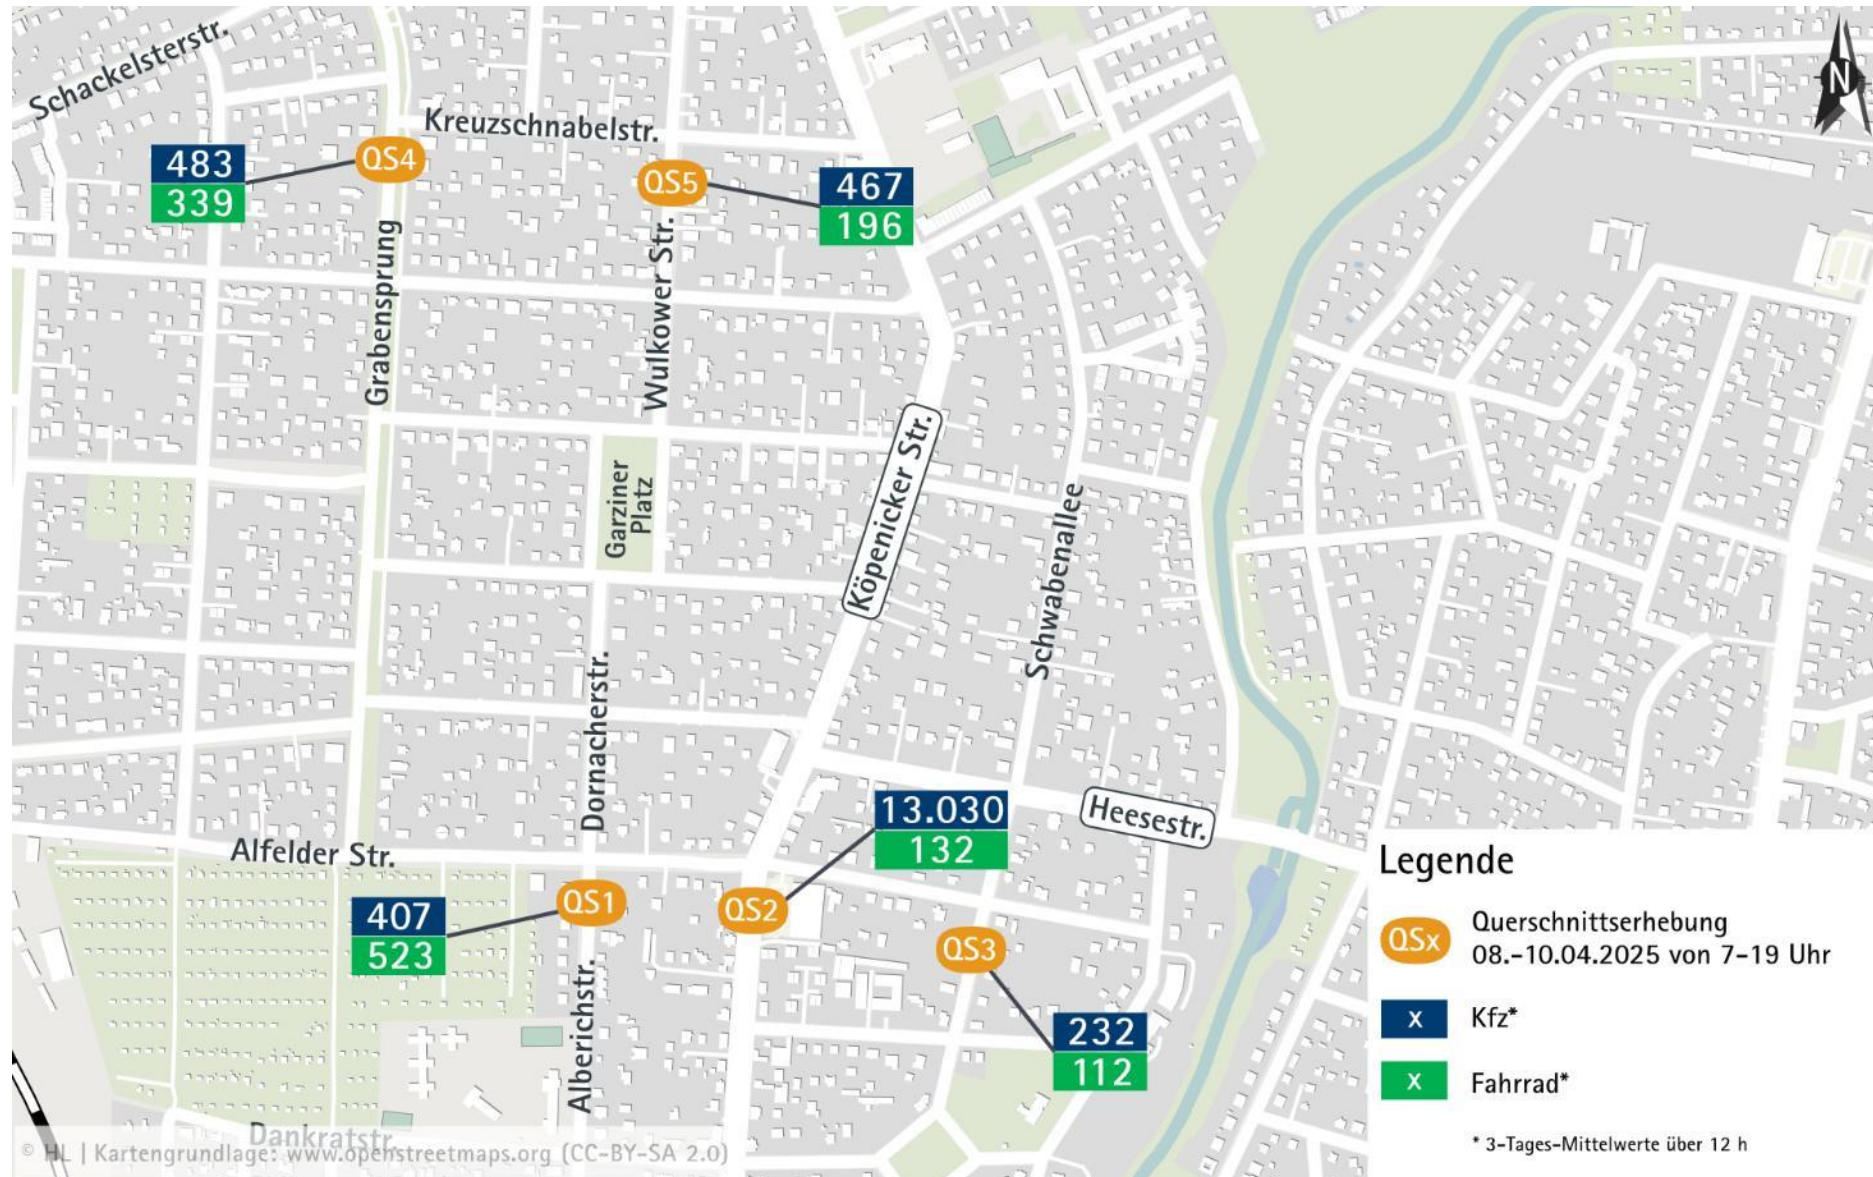 Schackelsterstr.
N
Kreuzschnabelstr.
483
339
QS4
QS5
467
196
Grabensprung
Wulkower Str.
Köpenicker Str.
Garziner
Platz
Schwabenallee
Dornacherstr.
13.030
132
Heesestr.
Alfelder Str.
407
523
QS1
QS2
QS3
232
112
Alberichstr.
Dankratstr.
© HL | Kartengrundlage: www.openstreetmaps.org (CC-BY-SA 2.0)
Legende
QSx
Querschnittserhebung
08.-10.04.2025 von 7-19 Uhr
x Kfz*
x Fahrrad*
* 3-Tages-Mittelwerte über 12 h